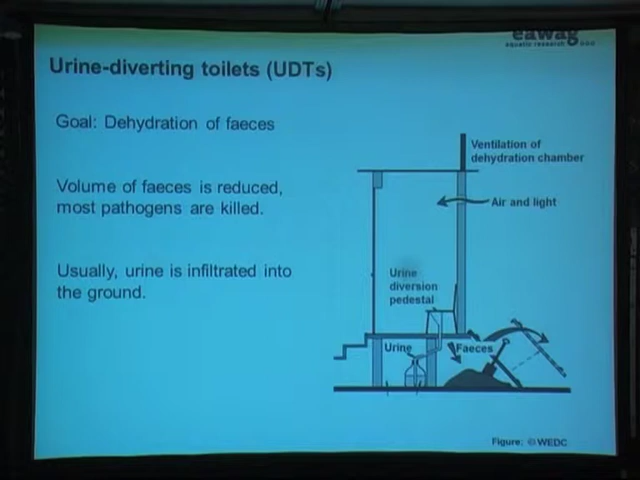 eawag
aquatic research
Urine-diverting toilets (UDTs)
Goal: Dehydration of faeces
Volume of faeces is reduced,
most pathogens are killed.
Usually, urine is infiltrated into
the ground.
Ventilation of
dehydration chamber
Air and light
Urine
diversion
pedestal
Urine
Faeces
Figure: © WEDC